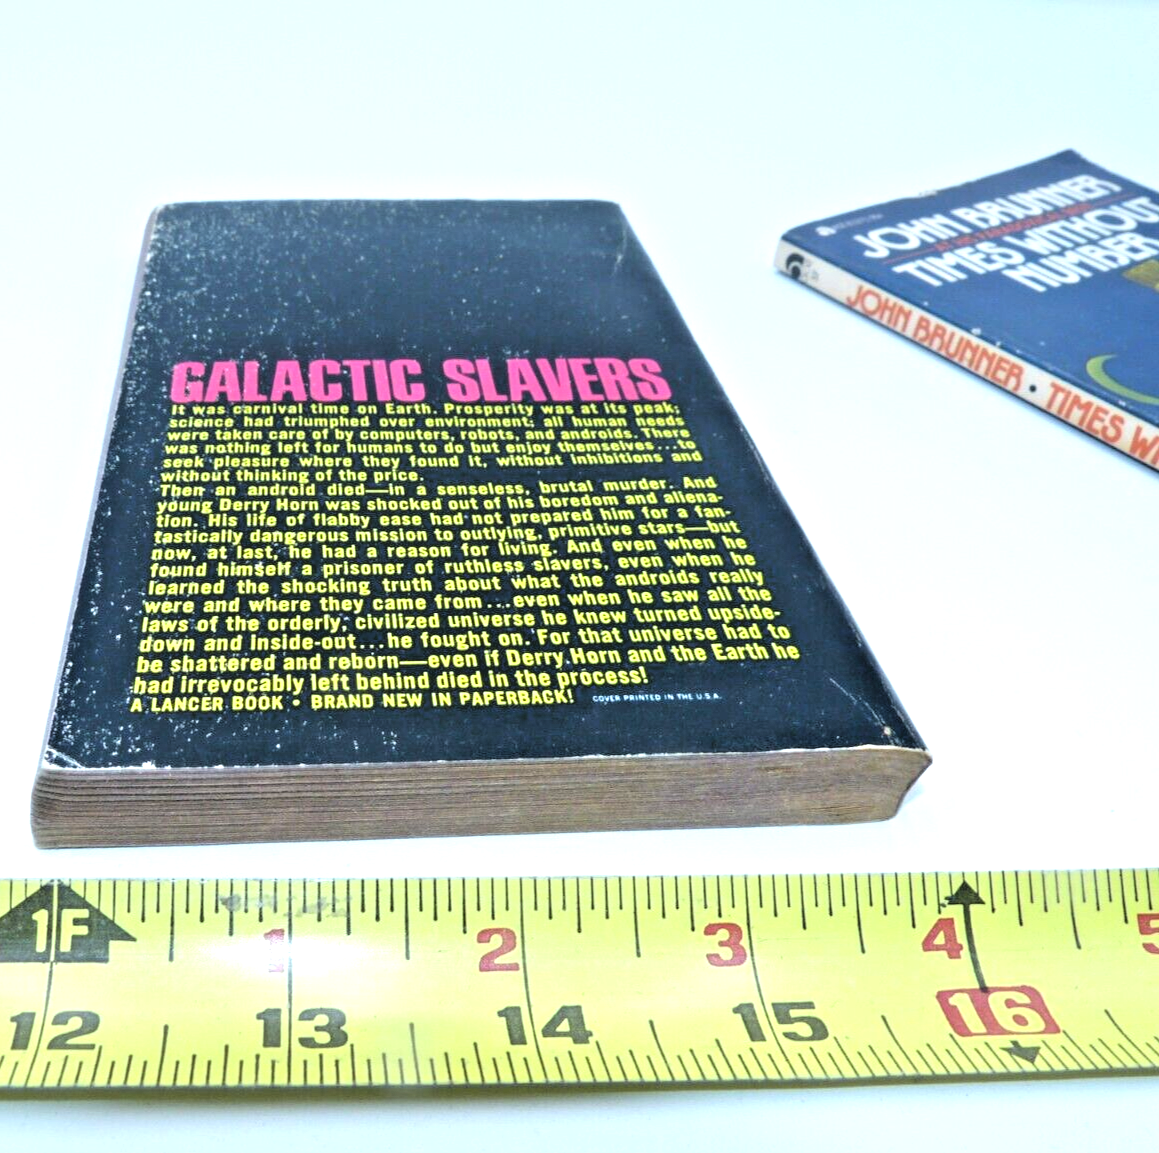 GALACTIC SLAVERS
It was carnival time on Earth. Prosperity was at its peak;
science had triumphed over environment; all human needs
were taken care of by computers, robots, and androids. There
was nothing left for humans to do but enjoy themselves...to
seek pleasure where they found it, without inhibitions and
without thinking of the price.
Then an android died—in a senseless, brutal murder. And
young Derry Horn was shocked out of his boredom and aliena-
tion. His life of flabby ease had not prepared him for a fan-
tastically dangerous mission to outlying, primitive stars—but
now, at last, he had a reason for living. And even when he
found himself a prisoner of ruthless slavers, even when he
learned the shocking truth about what the androids really
were and where they came from...even when he saw all the
laws of the orderly, civilized universe he knew turned upside-
down and inside-out...he fought on. For that universe had to
be shattered and reborn—even if Derry Horn and the Earth he
had irrevocably left behind died in the process!
A LANCER BOOK • BRAND NEW IN PAPERBACK! COVER PRINTED IN THE U.S.A.
JOHN BRUNNER
TIMES WITHOUT
NUMBER
JOHN BRUNNER • TIMES WI
1F 1 2 3 4 5
12 13 14 15 16